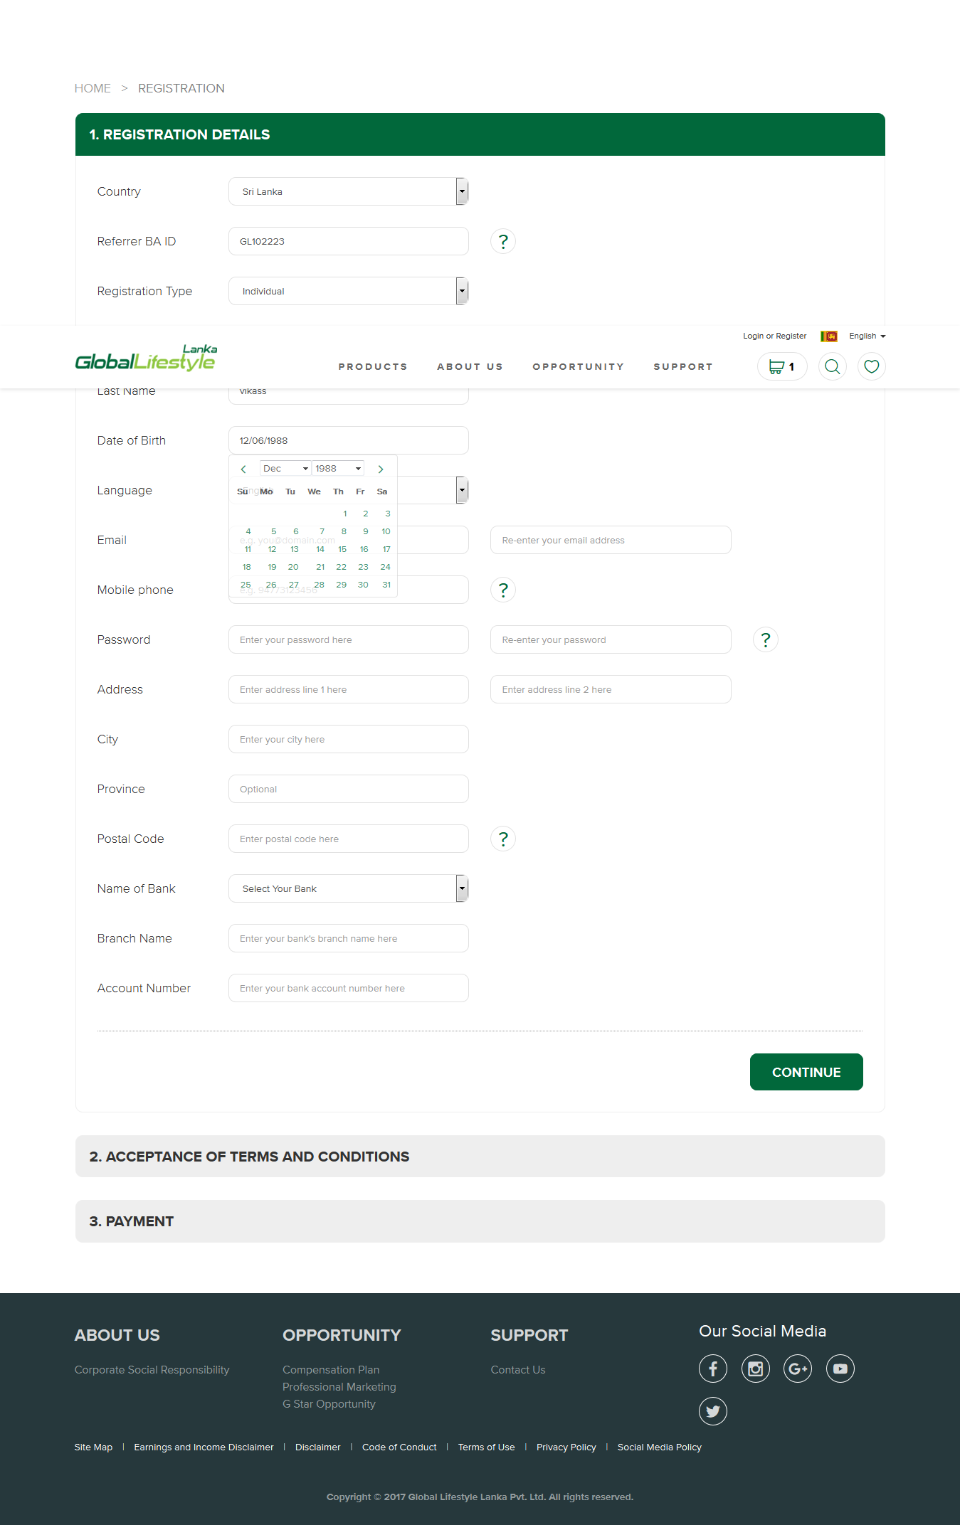 HOME > REGISTRATION
1. REGISTRATION DETAILS
Country Sri Lanka
Referrer BA ID GL102223 ?
Registration Type Individual
Login or Register English
Lanka
GlobalLifestyle
PRODUCTS ABOUT US OPPORTUNITY SUPPORT 1
Last Name vikass
Date of Birth 12/06/1988
Dec 1988
Language
Su Mo Tu We Th Fr Sa
1 2 3
4 5 6 7 8 9 10
Email e.g. you@domain.com Re-enter your email address
11 12 13 14 15 16 17
18 19 20 21 22 23 24
25 26 27 28 29 30 31
Mobile phone ?
Password Enter your password here Re-enter your password ?
Address Enter address line 1 here Enter address line 2 here
City Enter your city here
Province Optional
Postal Code Enter postal code here ?
Name of Bank Select Your Bank
Branch Name Enter your bank's branch name here
Account Number Enter your bank account number here
CONTINUE
2. ACCEPTANCE OF TERMS AND CONDITIONS
3. PAYMENT
ABOUT US
Corporate Social Responsibility
OPPORTUNITY
Compensation Plan
Professional Marketing
G Star Opportunity
SUPPORT
Contact Us
Our Social Media
Site Map | Earnings and Income Disclaimer | Disclaimer | Code of Conduct | Terms of Use | Privacy Policy | Social Media Policy
Copyright © 2017 Global Lifestyle Lanka Pvt. Ltd. All rights reserved.